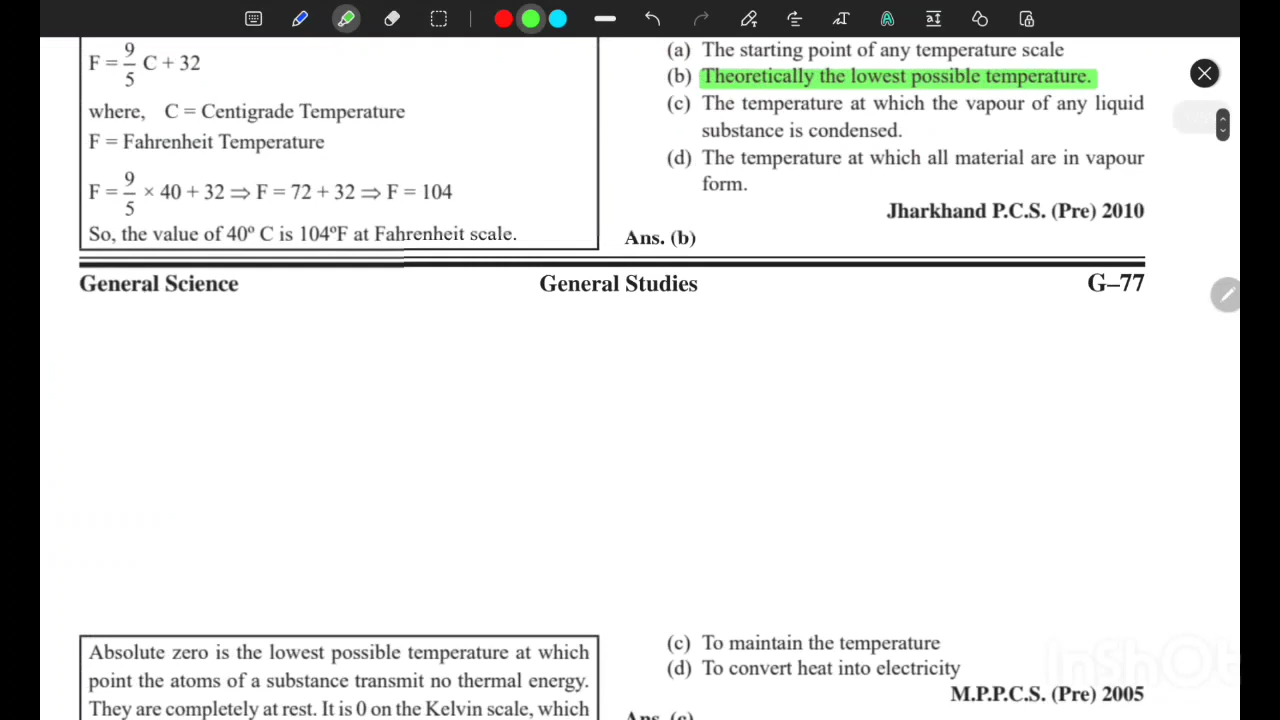 F = 9/5 C + 32
where, C = Centigrade Temperature
F = Fahrenheit Temperature
F = 9/5 × 40 + 32 ⇒ F = 72 + 32 ⇒ F = 104
So, the value of 40º C is 104ºF at Fahrenheit scale.
(a) The starting point of any temperature scale
(b) Theoretically the lowest possible temperature.
(c) The temperature at which the vapour of any liquid
substance is condensed.
(d) The temperature at which all material are in vapour
form.
Jharkhand P.C.S. (Pre) 2010
Ans. (b)
General Science General Studies G–77
Absolute zero is the lowest possible temperature at which
point the atoms of a substance transmit no thermal energy.
They are completely at rest. It is 0 on the Kelvin scale, which
(c) To maintain the temperature
(d) To convert heat into electricity
M.P.P.C.S. (Pre) 2005
Ans. (c)
InShOt